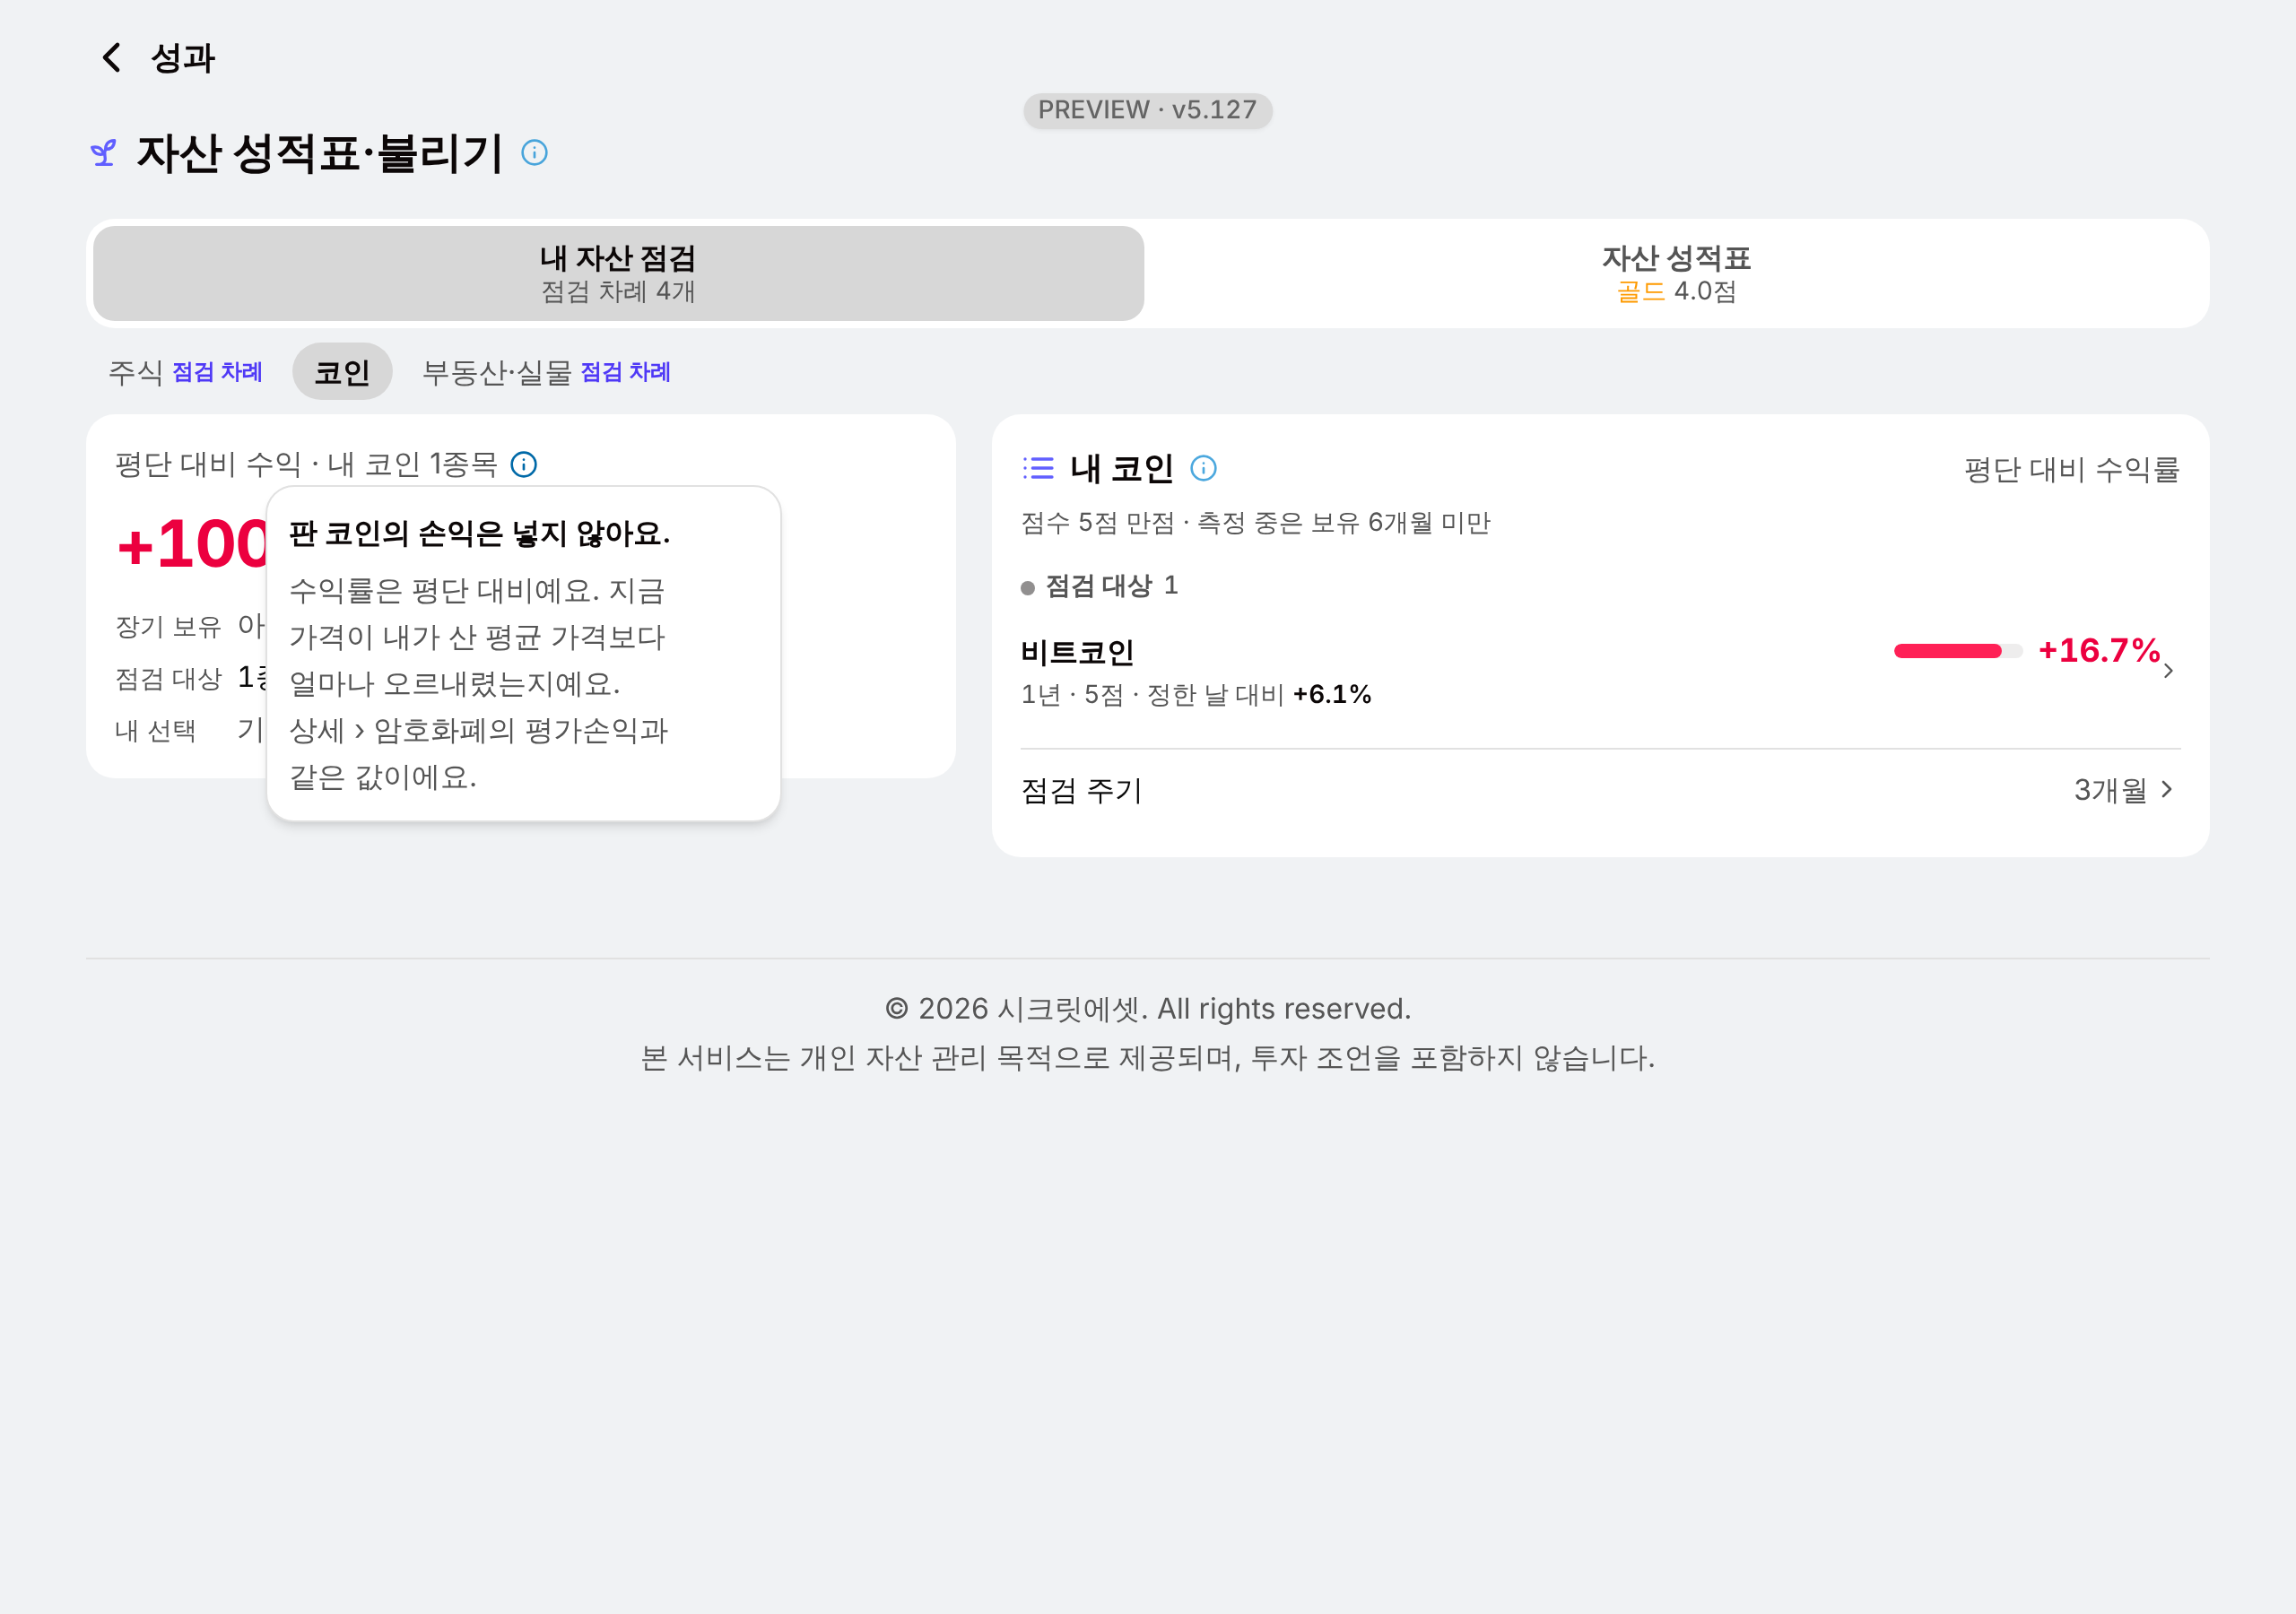 성과
PREVIEW · v5.127
자산 성적표·불리기
내 자산 점검
점검 차례 4개
자산 성적표
골드 4.0점
주식 점검 차례
코인
부동산·실물 점검 차례
평단 대비 수익 · 내 코인 1종목
+100
장기 보유 아
점검 대상 1
내 선택 기
판 코인의 손익은 넣지 않아요.
수익률은 평단 대비예요. 지금
가격이 내가 산 평균 가격보다
얼마나 오르내렸는지예요.
상세 › 암호화폐의 평가손익과
같은 값이에요.
내 코인
평단 대비 수익률
점수 5점 만점 · 측정 중은 보유 6개월 미만
점검 대상 1
비트코인
+16.7%
1년 · 5점 · 정한 날 대비 +6.1%
점검 주기
3개월
© 2026 시크릿에셋. All rights reserved.
본 서비스는 개인 자산 관리 목적으로 제공되며, 투자 조언을 포함하지 않습니다.